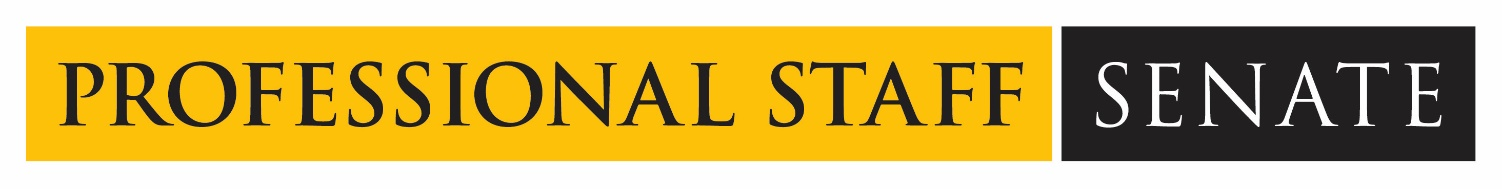 PROFESSIONAL STAFF SENATE